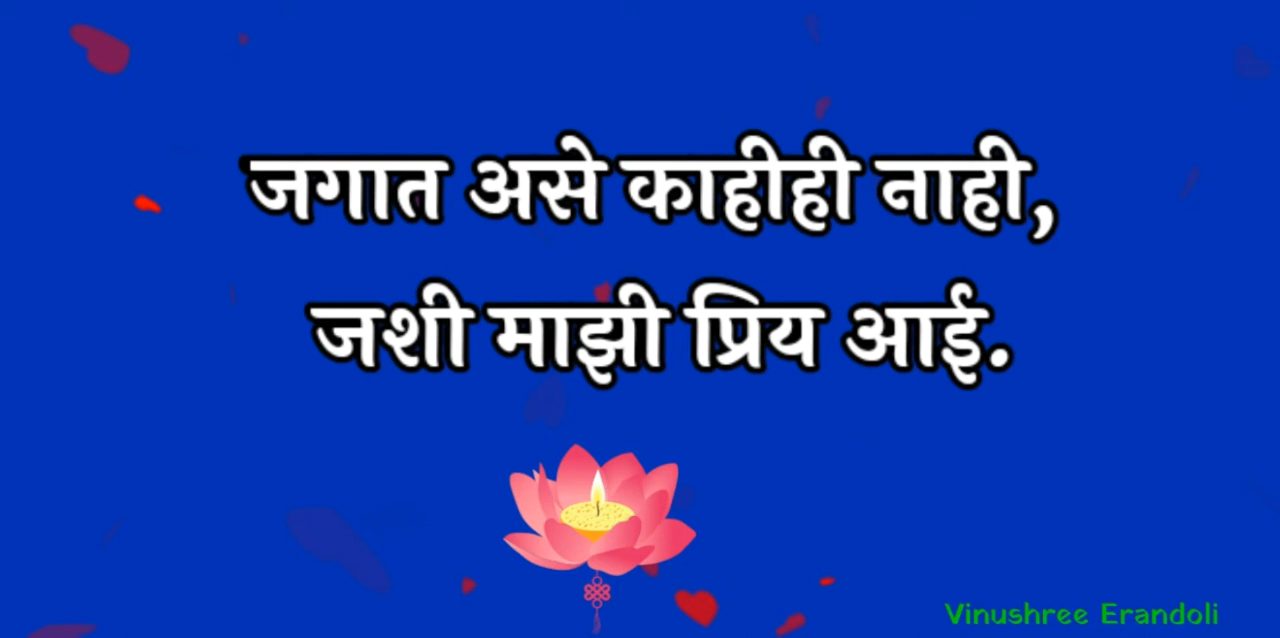 जगात असे काहीही नाही,
जशी माझी प्रिय आई.
Vinushree Erandoli